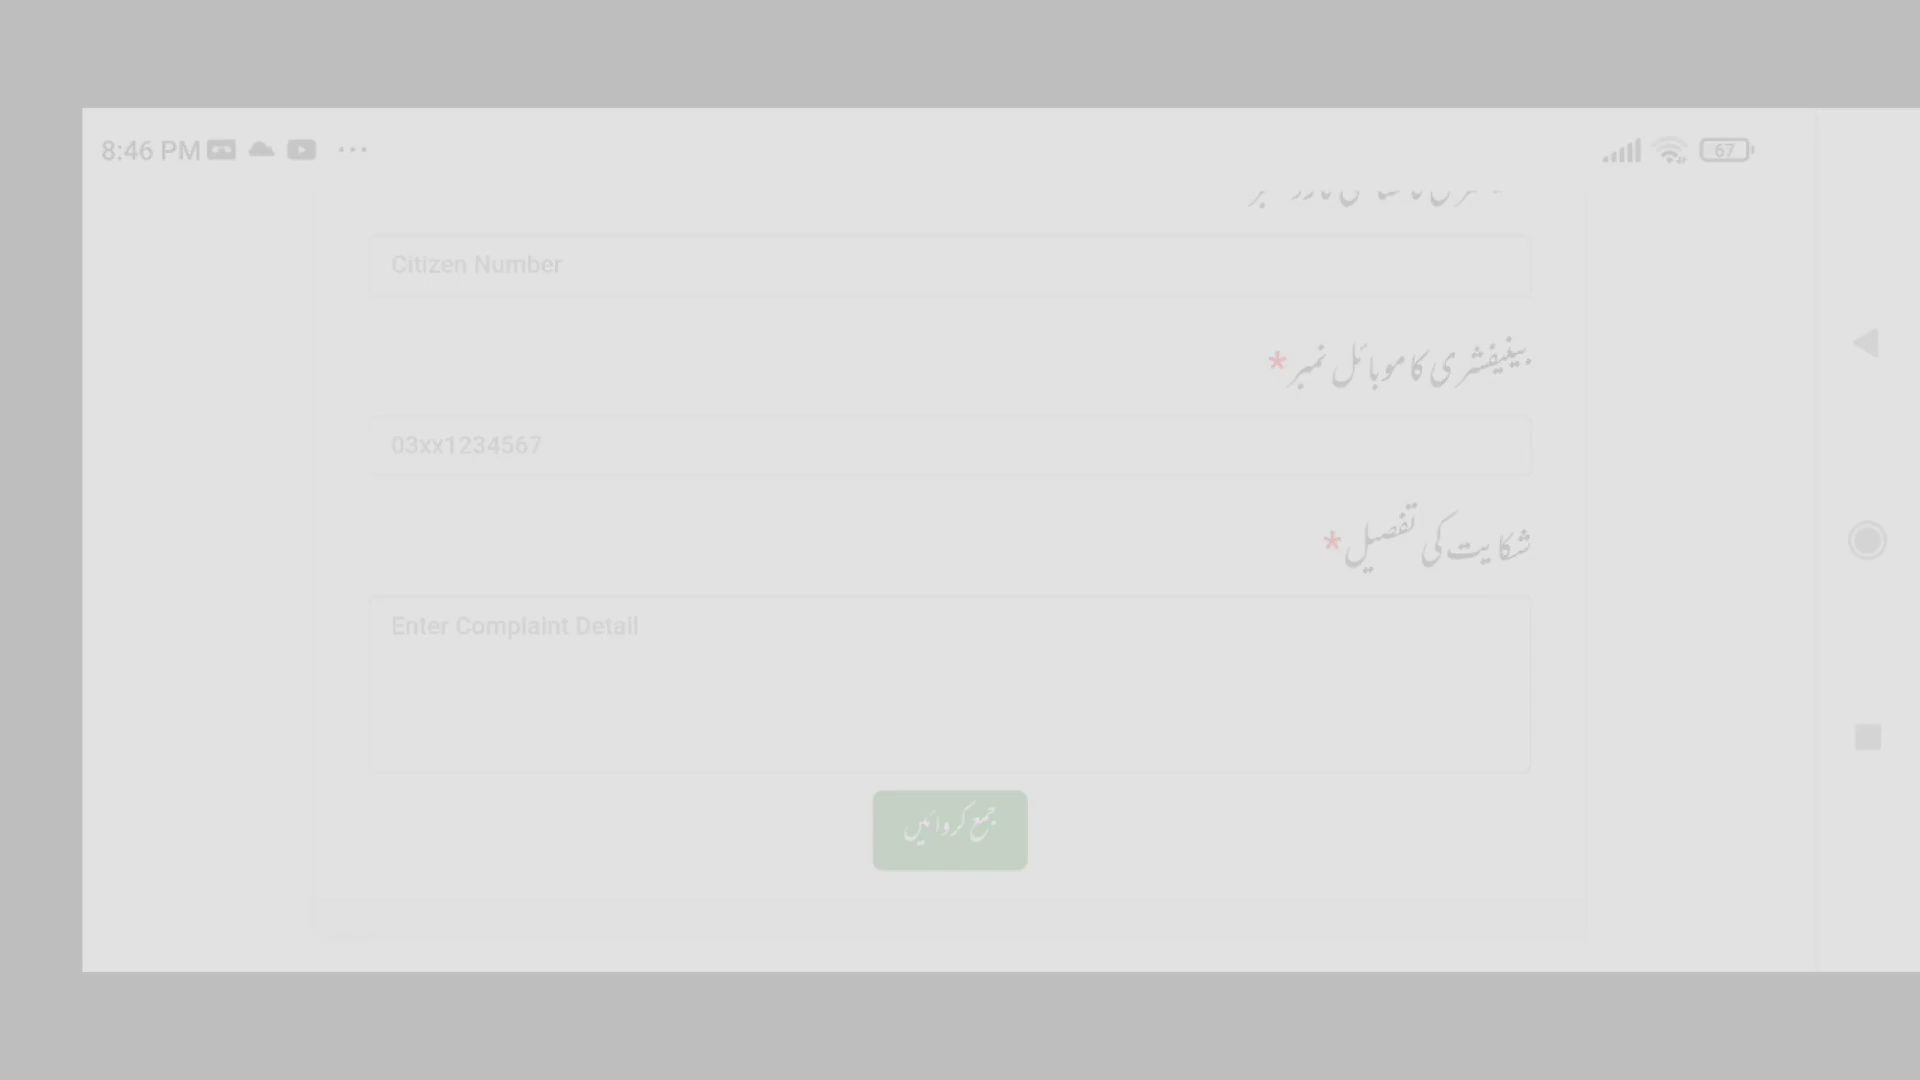 8:46 PM
67
Citizen Number
بینیفشری کا موبائل نمبر*
03xx1234567
شکایت کی تفصیل*
Enter Complaint Detail
جمع کروائیں